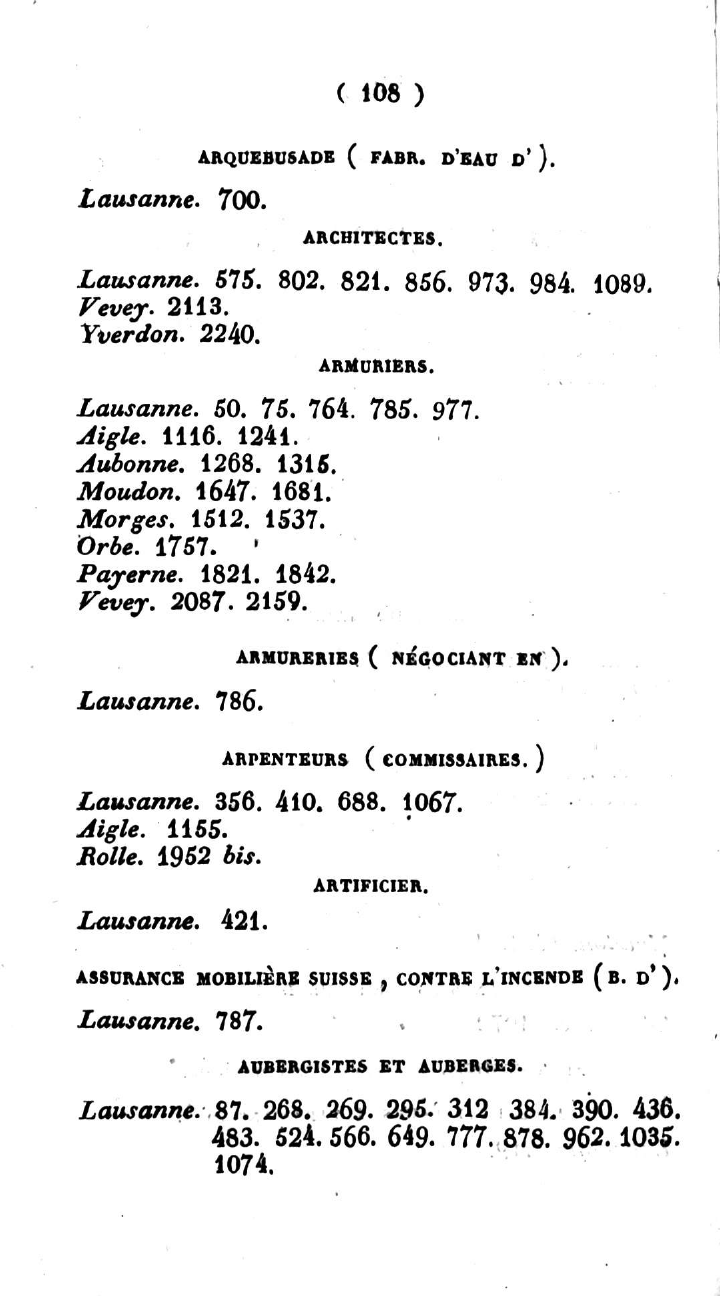 ( 108 )
ARQUEBUSADE ( FABR. D'EAU D' ).
Lausanne. 700.
ARCHITECTES.
Lausanne. 575. 802. 821. 856. 973. 984. 1089.
Vevey. 2113.
Yverdon. 2240.
ARMURIERS.
Lausanne. 50. 75. 764. 785. 977.
Aigle. 1116. 1241.
Aubonne. 1268. 1315.
Moudon. 1647. 1681.
Morges. 1512. 1537.
Orbe. 1757.
Payerne. 1821. 1842.
Vevey. 2087. 2159.
ARMURERIES ( NÉGOCIANT EN ).
Lausanne. 786.
ARPENTEURS ( COMMISSAIRES. )
Lausanne. 356. 410. 688. 1067.
Aigle. 1155.
Rolle. 1952 bis.
ARTIFICIER.
Lausanne. 421.
ASSURANCE MOBILIÈRE SUISSE , CONTRE L'INCENDE ( B. D' ).
Lausanne. 787.
AUBERGISTES ET AUBERGES.
Lausanne. 87. 268. 269. 295. 312 384. 390. 436.
483. 524. 566. 649. 777. 878. 962. 1035.
1074.